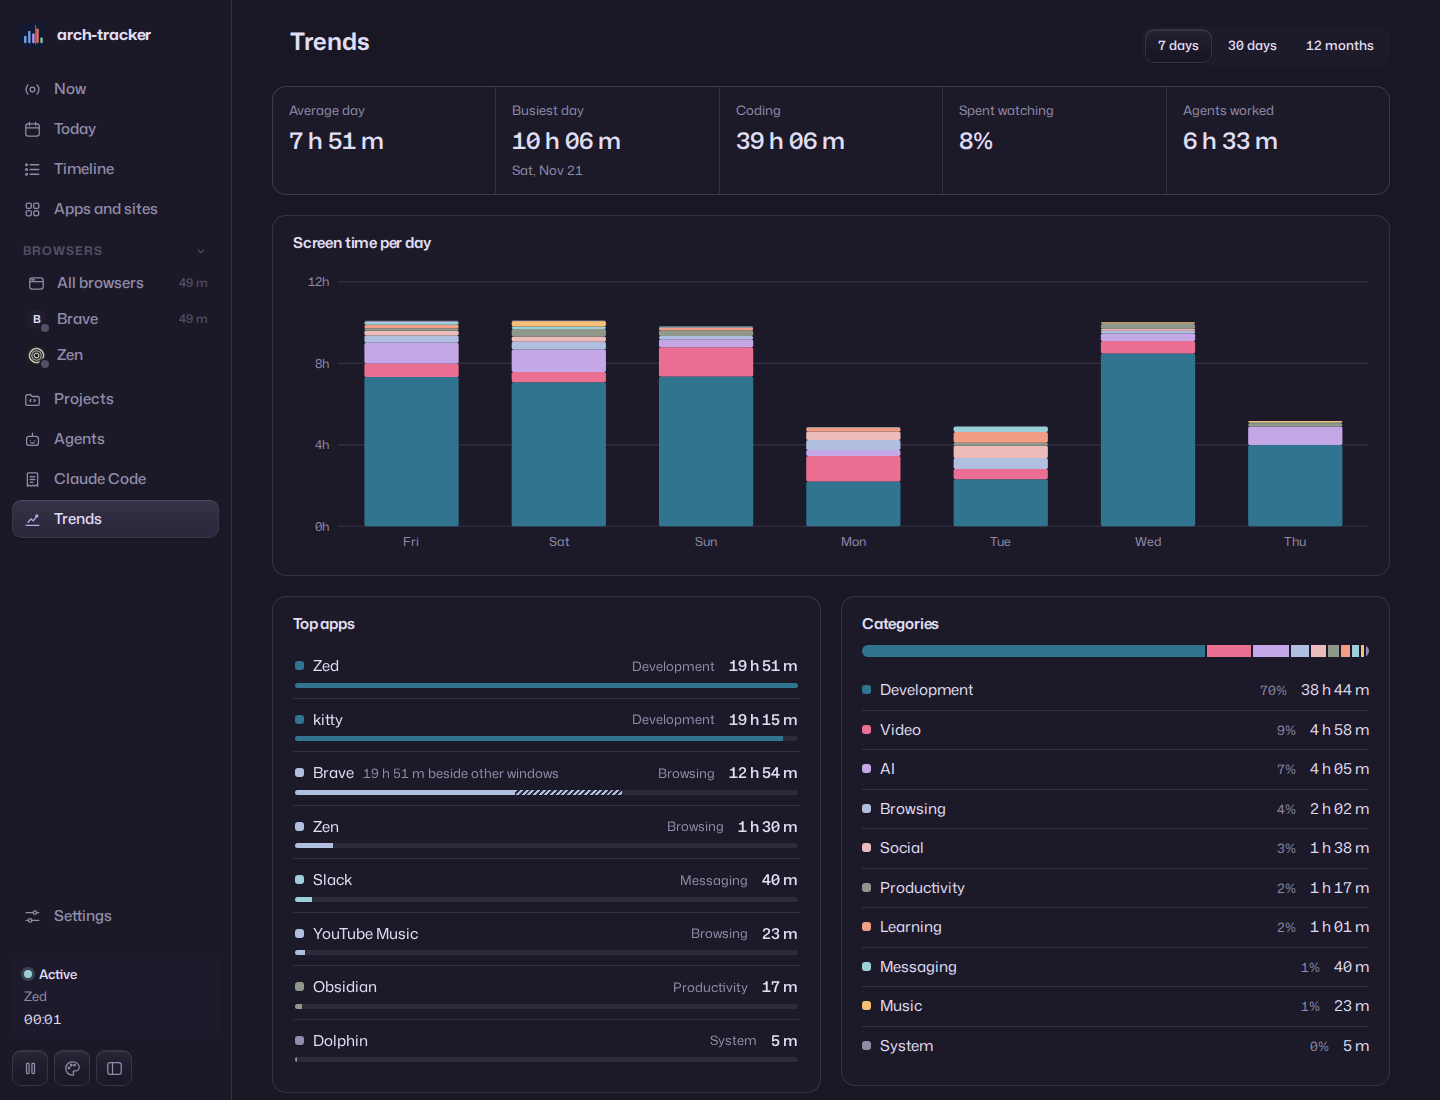 arch-tracker
Now
Today
Timeline
Apps and sites
BROWSERS
All browsers 49 m
B Brave 49 m
Zen
Projects
Agents
Claude Code
Trends
Settings
Active
Zed
00:01
Trends
7 days 30 days 12 months
Average day
7 h 51 m
Busiest day
10 h 06 m
Sat, Nov 21
Coding
39 h 06 m
Spent watching
8%
Agents worked
6 h 33 m
Screen time per day
12h
8h
4h
0h
Fri Sat Sun Mon Tue Wed Thu
Top apps
Zed Development 19 h 51 m
kitty Development 19 h 15 m
Brave 19 h 51 m beside other windows Browsing 12 h 54 m
Zen Browsing 1 h 30 m
Slack Messaging 40 m
YouTube Music Browsing 23 m
Obsidian Productivity 17 m
Dolphin System 5 m
Categories
Development 70% 38 h 44 m
Video 9% 4 h 58 m
AI 7% 4 h 05 m
Browsing 4% 2 h 02 m
Social 3% 1 h 38 m
Productivity 2% 1 h 17 m
Learning 2% 1 h 01 m
Messaging 1% 40 m
Music 1% 23 m
System 0% 5 m